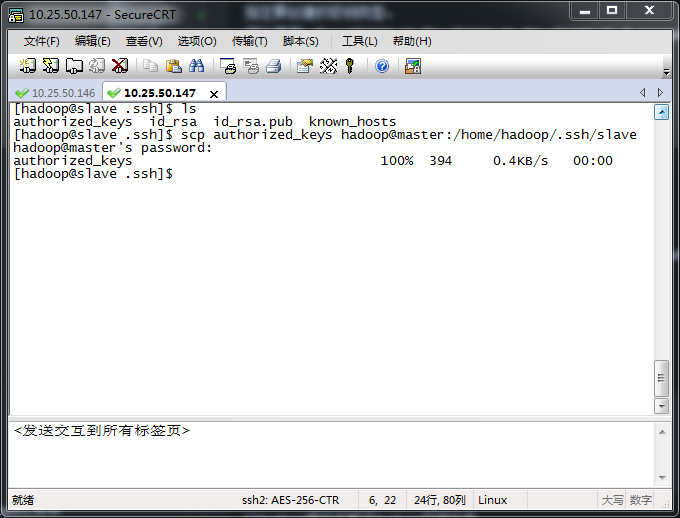 10.25.50.147 - SecureCRT
文件(F) 编辑(E) 查看(V) 选项(O) 传输(T) 脚本(S) 工具(L) 帮助(H)
10.25.50.146 10.25.50.147
[hadoop@slave .ssh]$ ls
authorized_keys  id_rsa  id_rsa.pub  known_hosts
[hadoop@slave .ssh]$ scp authorized_keys hadoop@master:/home/hadoop/.ssh/slave
hadoop@master's password:
authorized_keys 100% 394 0.4KB/s 00:00
[hadoop@slave .ssh]$
<发送交互到所有标签页>
就绪 ssh2: AES-256-CTR 6, 22 24行, 80列 Linux 大写 数字